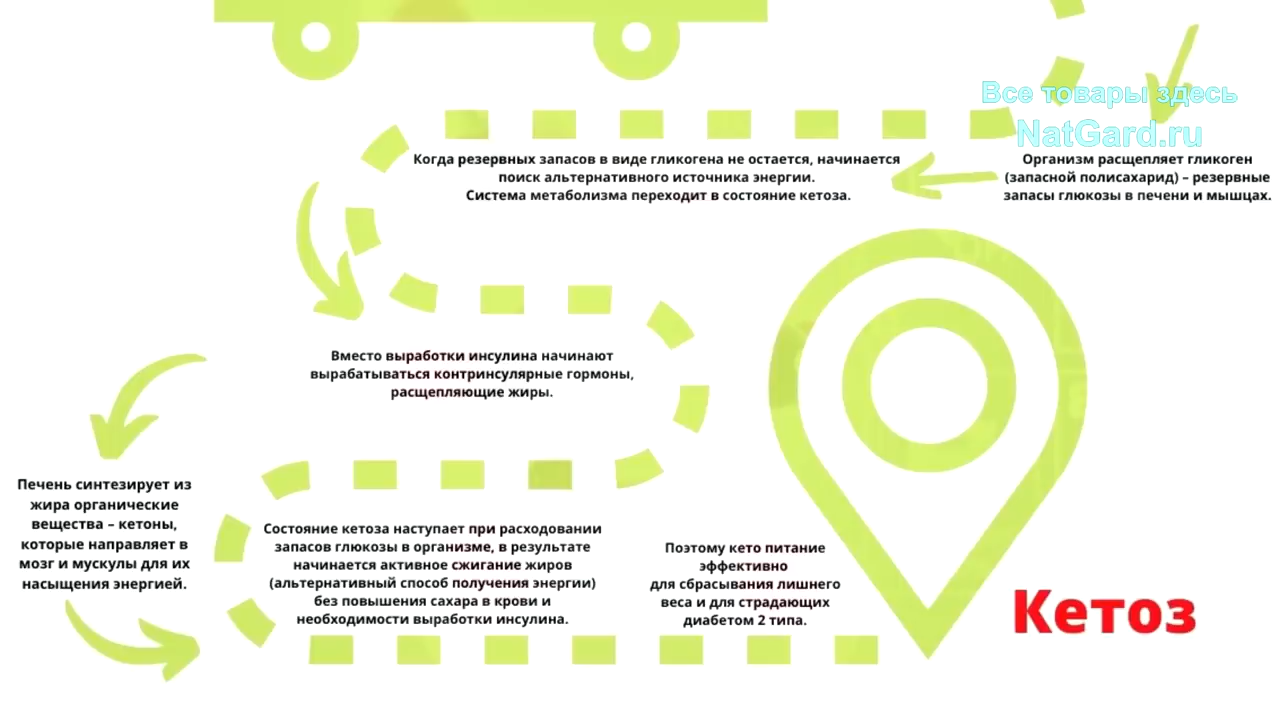 Все товары здесь
NatGard.ru
Организм расщепляет гликоген
(запасной полисахарид) – резервные
запасы глюкозы в печени и мышцах.
Когда резервных запасов в виде гликогена не остается, начинается
поиск альтернативного источника энергии.
Система метаболизма переходит в состояние кетоза.
Вместо выработки инсулина начинают
вырабатываться контринсулярные гормоны,
расщепляющие жиры.
Печень синтезирует из
жира органические
вещества – кетоны,
которые направляет в
мозг и мускулы для их
насыщения энергией.
Состояние кетоза наступает при расходовании
запасов глюкозы в организме, в результате
начинается активное сжигание жиров
(альтернативный способ получения энергии)
без повышения сахара в крови и
необходимости выработки инсулина.
Поэтому кето питание
эффективно
для сбрасывания лишнего
веса и для страдающих
диабетом 2 типа.
Кетоз